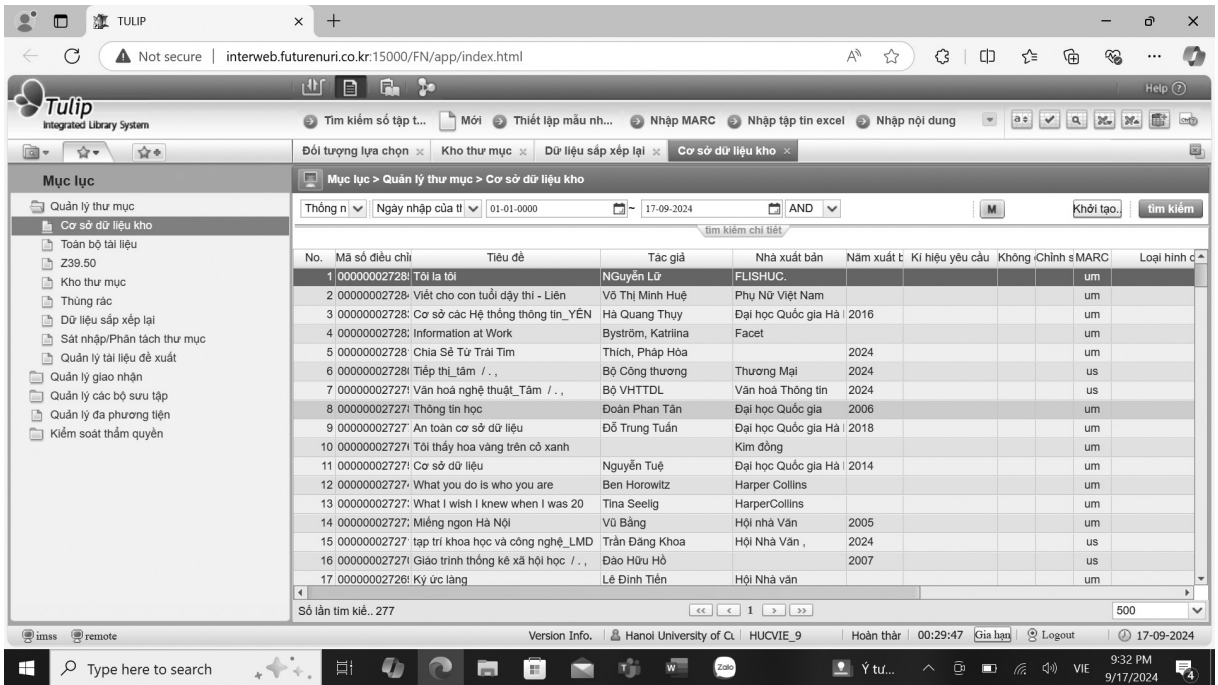 TULIP
Not secure | interweb.futurenuri.co.kr:15000/FN/app/index.html
Tulip
Integrated Library System
Help
Tìm kiếm số tập t... Mới Thiết lập mẫu nh... Nhập MARC Nhập tập tin excel Nhập nội dung
Đối tượng lựa chọn Kho thư mục Dữ liệu sắp xếp lại Cơ sở dữ liệu kho
Mục lục
Quản lý thư mục
Cơ sở dữ liệu kho
Toàn bộ tài liệu
Z39.50
Kho thư mục
Thùng rác
Dữ liệu sắp xếp lại
Sát nhập/Phân tách thư mục
Quản lý tài liệu đề xuất
Quản lý giao nhận
Quản lý các bộ sưu tập
Quản lý đa phương tiện
Kiểm soát thẩm quyền
Mục lục > Quản lý thư mục > Cơ sở dữ liệu kho
Thống n Ngày nhập của tl 01-01-0000 ~ 17-09-2024 AND M Khởi tạo.. tìm kiếm
tìm kiếm chi tiết
No. Mã số điều chỉn Tiêu đề Tác giả Nhà xuất bản Năm xuất b Kí hiệu yêu cầu Không Chỉnh s MARC Loại hình c
1 00000002728 Tôi la tôi NGuyễn Lữ FLISHUC. um
2 00000002728 Viết cho con tuổi dậy thì - Liên Võ Thị Minh Huệ Phụ Nữ Việt Nam um
3 00000002728 Cơ sở các Hệ thống thông tin_YẾN Hà Quang Thụy Đại học Quốc gia Hà 2016 um
4 00000002728 Information at Work Byström, Katriina Facet um
5 00000002728 Chia Sẻ Từ Trái Tim Thích, Pháp Hòa 2024 um
6 00000002728 Tiếp thị_tâm / . , Bộ Công thương Thương Mại 2024 us
7 00000002727 Văn hoá nghệ thuật_Tâm / . , Bộ VHTTDL Văn hoá Thông tin 2024 us
8 00000002727 Thông tin học Đoàn Phan Tân Đại học Quốc gia 2006 um
9 00000002727 An toàn cơ sở dữ liệu Đỗ Trung Tuấn Đại học Quốc gia Hà 2018 um
10 00000002727 Tôi thấy hoa vàng trên cỏ xanh Kim đồng um
11 00000002727 Cơ sở dữ liệu Nguyễn Tuệ Đại học Quốc gia Hà 2014 um
12 00000002727 What you do is who you are Ben Horowitz Harper Collins um
13 00000002727 What I wish I knew when I was 20 Tina Seelig HarperCollins um
14 00000002727 Miếng ngon Hà Nội Vũ Bằng Hội nhà Văn 2005 um
15 00000002727 tạp trí khoa học và công nghệ_LMD Trần Đăng Khoa Hội Nhà Văn , 2024 us
16 00000002727 Giáo trình thống kê xã hội học / . , Đào Hữu Hồ 2007 us
17 00000002726 Ký ức làng Lê Đình Tiến Hội Nhà văn um
Số lần tìm kiế.. 277 << < 1 > >> 500
imss remote Version Info. Hanoi University of Cu HUCVIE_9 Hoàn thàr 00:29:47 Gia hạn Logout 17-09-2024
Type here to search Zalo Ý tư... VIE 9:32 PM
9/17/2024 4